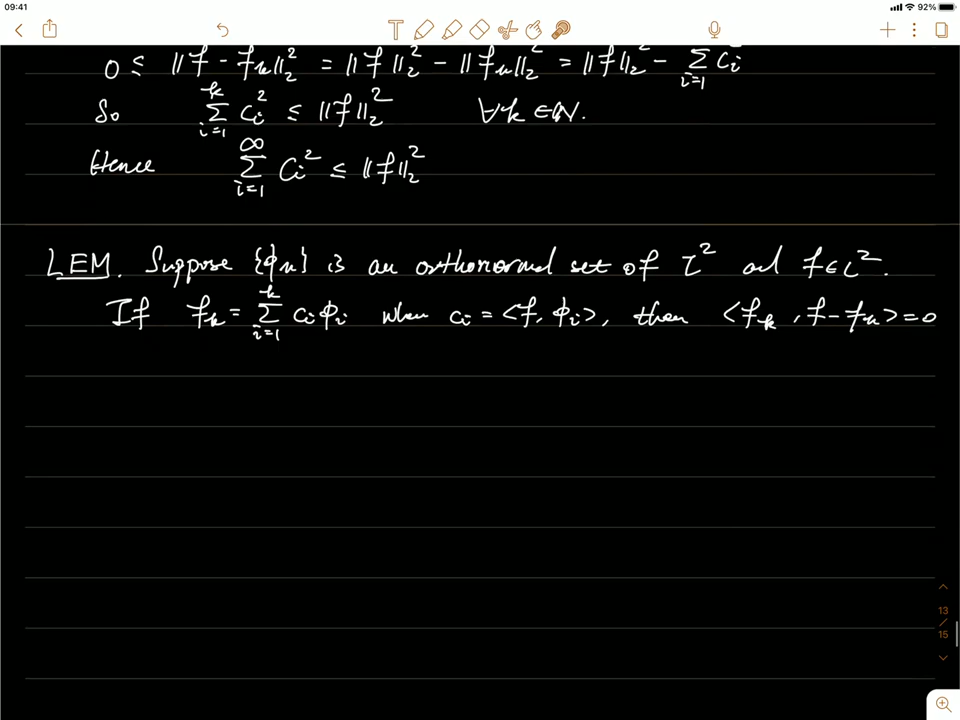 09:41
92%
0 ≤ ‖f - f_k‖₂² = ‖f‖₂² - ‖f_k‖₂² = ‖f‖₂² - Σ_{i=1} c_i²
So Σ_{i=1}^{k} c_i² ≤ ‖f‖₂² ∀k ∈ ℕ.
Hence Σ_{i=1}^{∞} c_i² ≤ ‖f‖₂²
LEM. Suppose {ϕ_k} is an orthonormal set of L² and f ∈ L².
If f_k = Σ_{i=1}^{k} c_i ϕ_i when c_i = <f, ϕ_i>, then <f_k, f - f_k> = 0
13
/
15